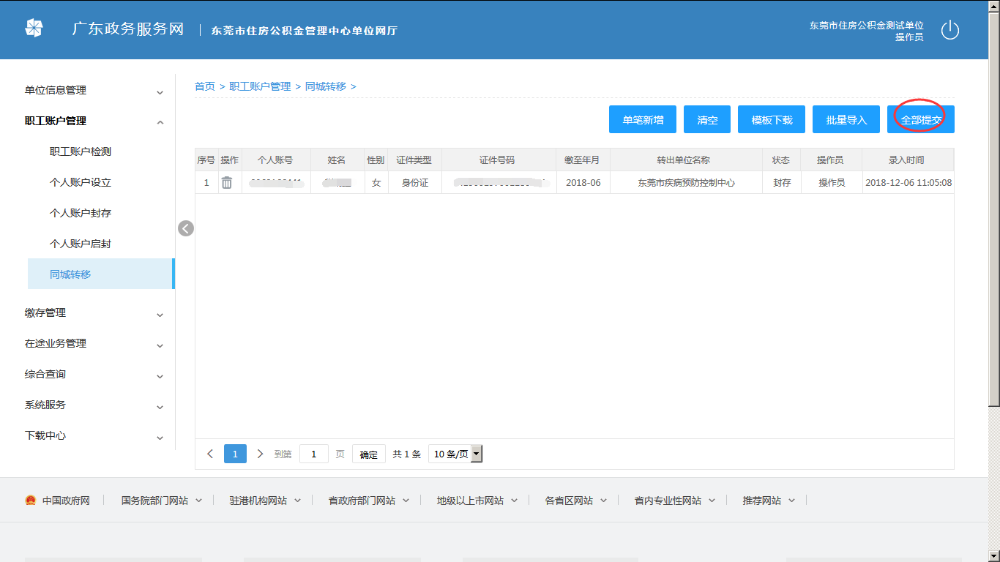 广东政务服务网
东莞市住房公积金管理中心单位网厅
东莞市住房公积金测试单位
操作员
单位信息管理
职工账户管理
职工账户检测
个人账户设立
个人账户封存
个人账户启封
同城转移
缴存管理
在途业务管理
综合查询
系统服务
下载中心
首页 > 职工账户管理 > 同城转移 >
单笔新增 清空 模板下载 批量导入 全部提交
序号 操作 个人账号 姓名 性别 证件类型 证件号码 缴至年月 转出单位名称 状态 操作员 录入时间
1 女 身份证 2018-06 东莞市疾病预防控制中心 封存 操作员 2018-12-06 11:05:08
1 到第 1 页 确定 共 1 条 10 条/页
中国政府网 国务院部门网站 驻港机构网站 省政府部门网站 地级以上市网站 各省区网站 省内专业性网站 推荐网站